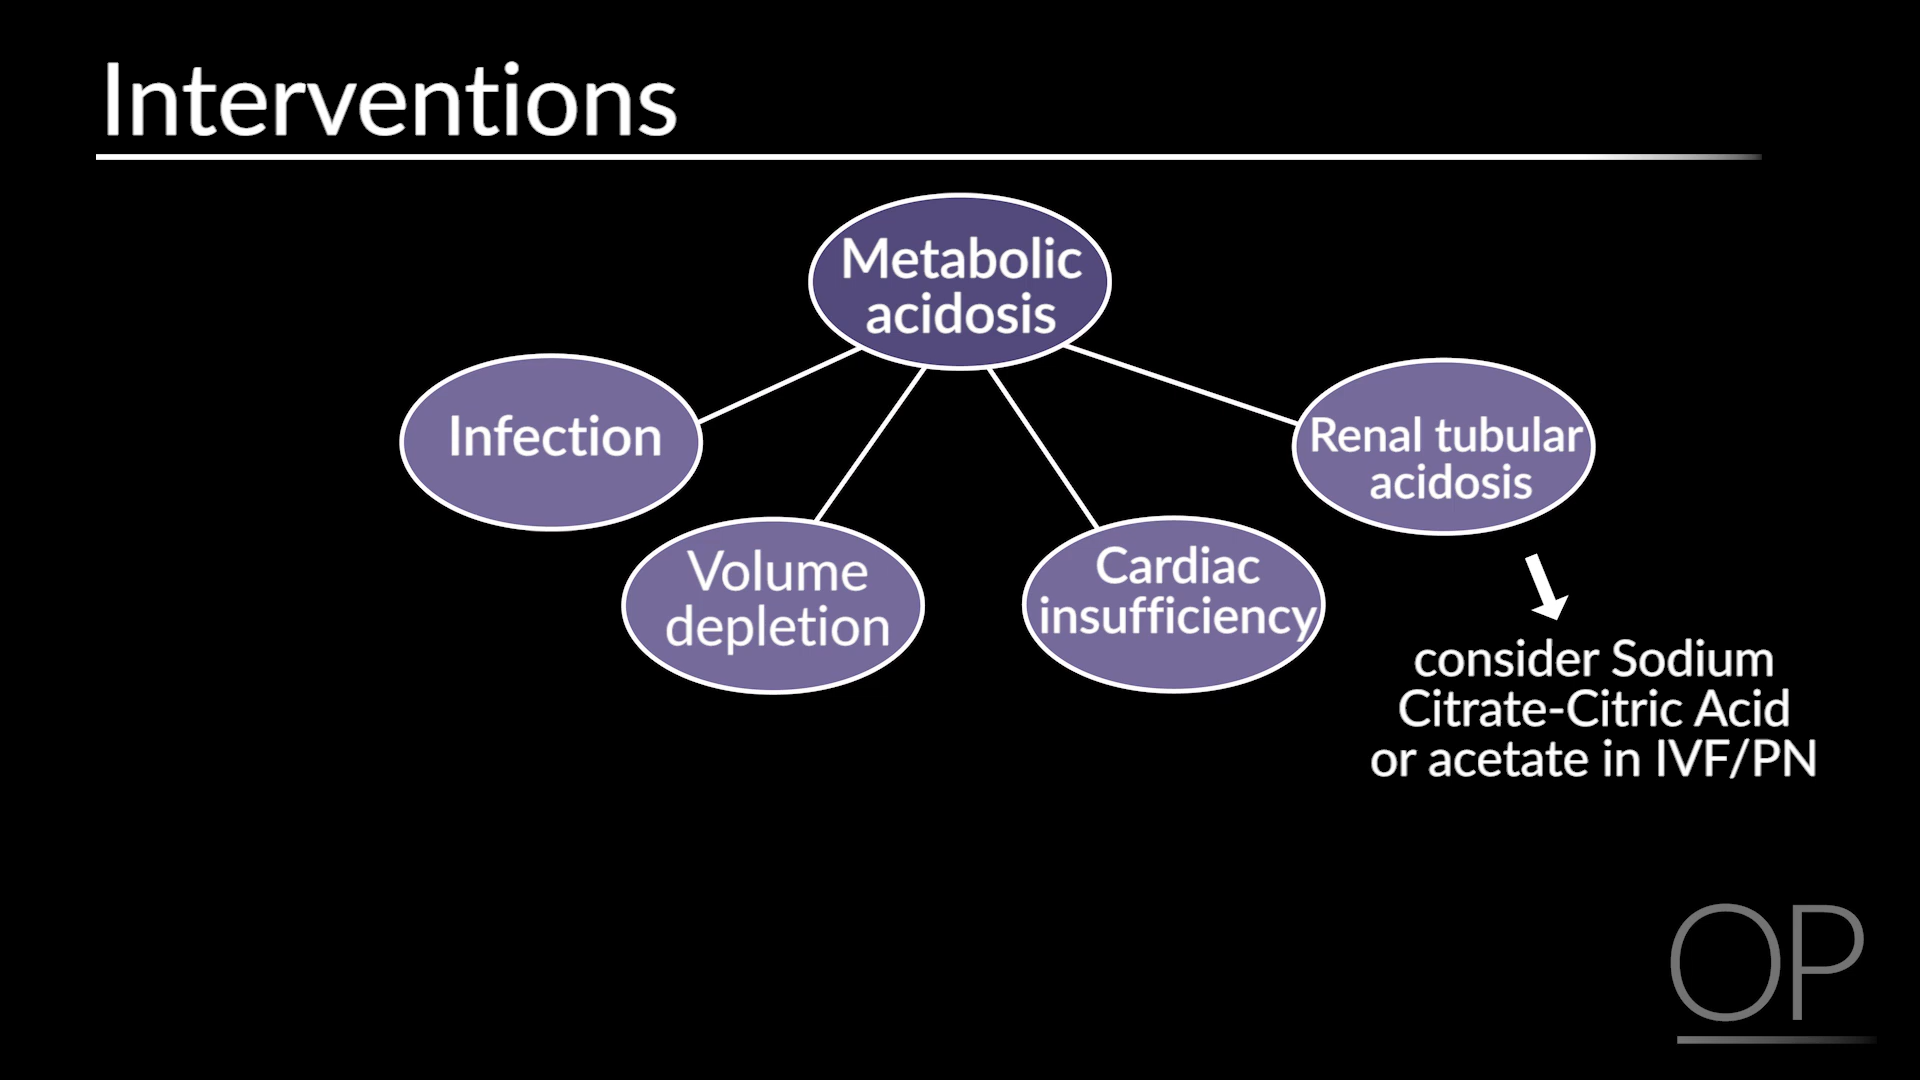 Interventions
Metabolic
acidosis
Infection
Renal tubular
acidosis
Volume
depletion
Cardiac
insufficiency
consider Sodium
Citrate-Citric Acid
or acetate in IVF/PN
OP